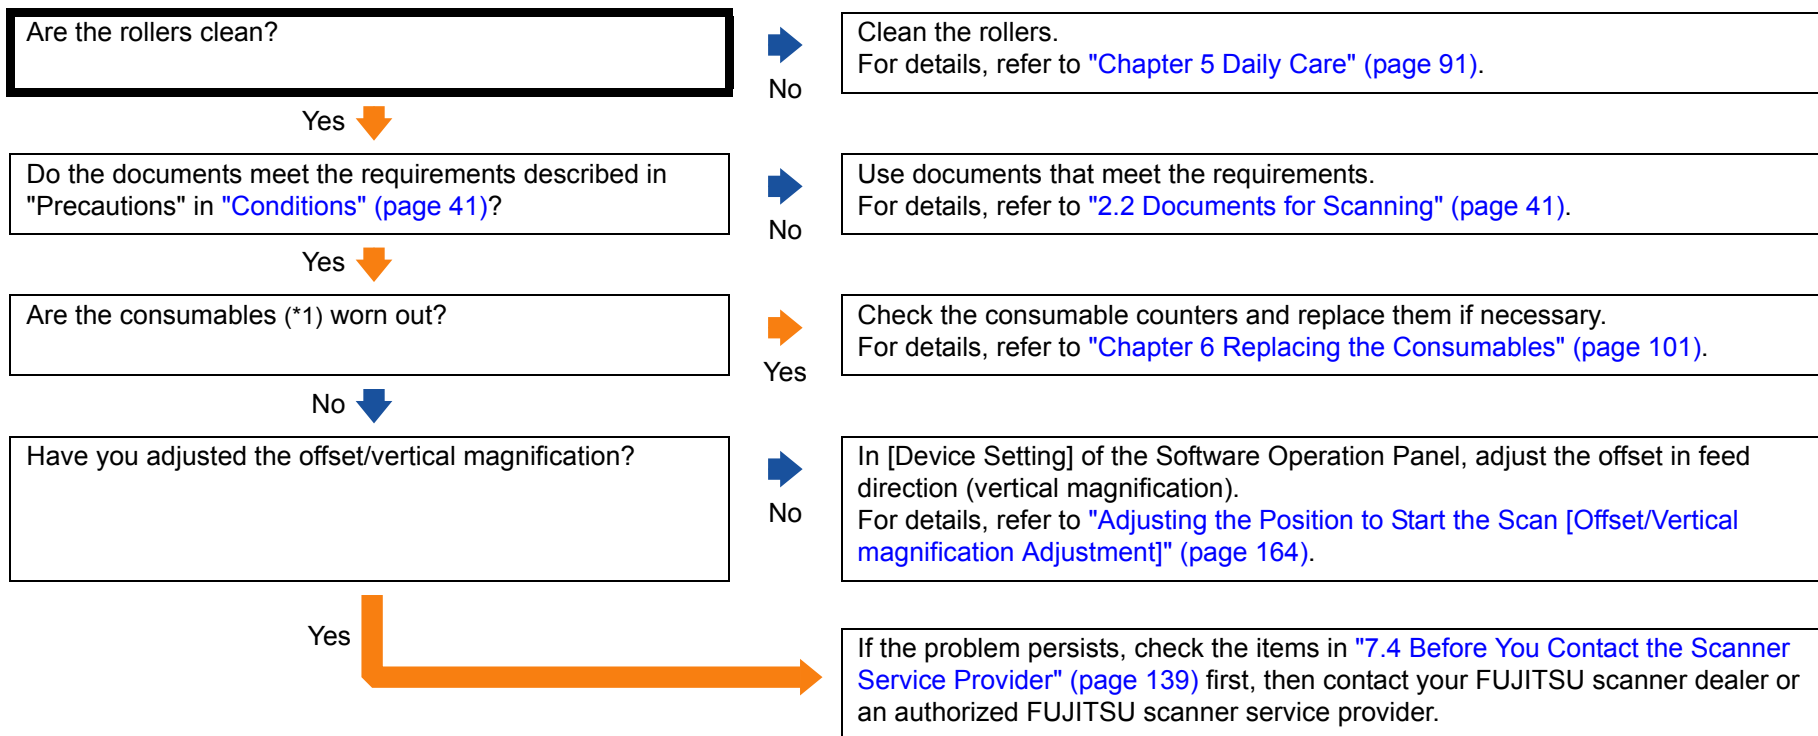 Are the rollers clean?
No
Clean the rollers.
For details, refer to "Chapter 5 Daily Care" (page 91).
Yes
Do the documents meet the requirements described in
"Precautions" in "Conditions" (page 41)?
No
Use documents that meet the requirements.
For details, refer to "2.2 Documents for Scanning" (page 41).
Yes
Are the consumables (*1) worn out?
Yes
Check the consumable counters and replace them if necessary.
For details, refer to "Chapter 6 Replacing the Consumables" (page 101).
No
Have you adjusted the offset/vertical magnification?
No
In [Device Setting] of the Software Operation Panel, adjust the offset in feed
direction (vertical magnification).
For details, refer to "Adjusting the Position to Start the Scan [Offset/Vertical
magnification Adjustment]" (page 164).
Yes
If the problem persists, check the items in "7.4 Before You Contact the Scanner
Service Provider" (page 139) first, then contact your FUJITSU scanner dealer or
an authorized FUJITSU scanner service provider.